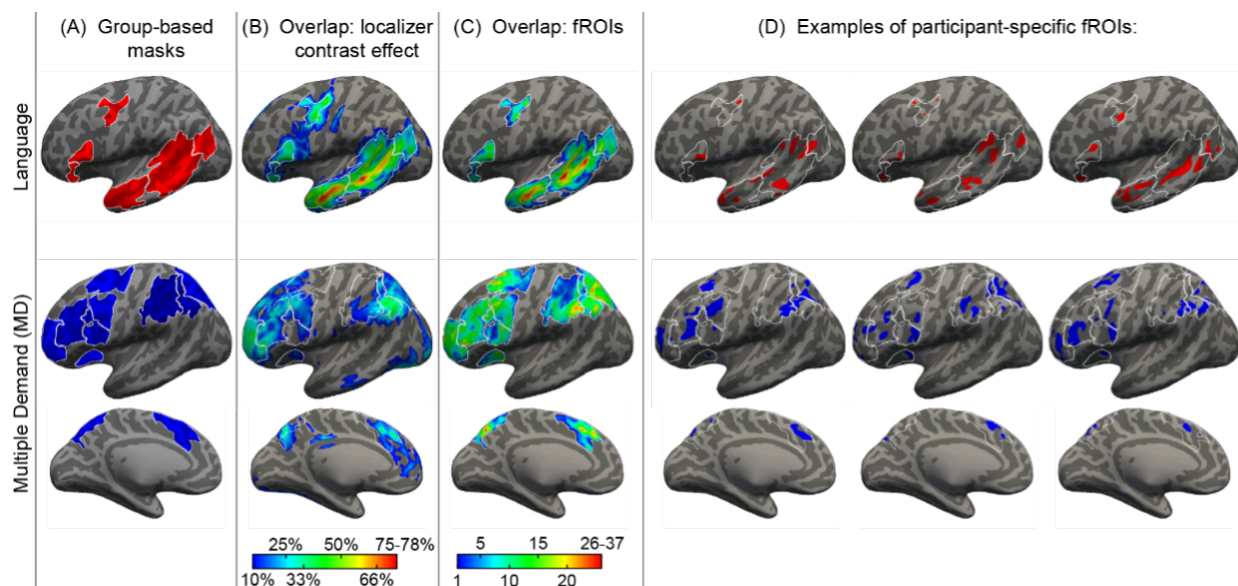 (A) Group-based
masks
(B) Overlap: localizer
contrast effect
(C) Overlap: fROIs
(D) Examples of participant-specific fROIs:
Language
Multiple Demand (MD)
25% 50% 75-78%
10% 33% 66%
5 15 26-37
1 10 20